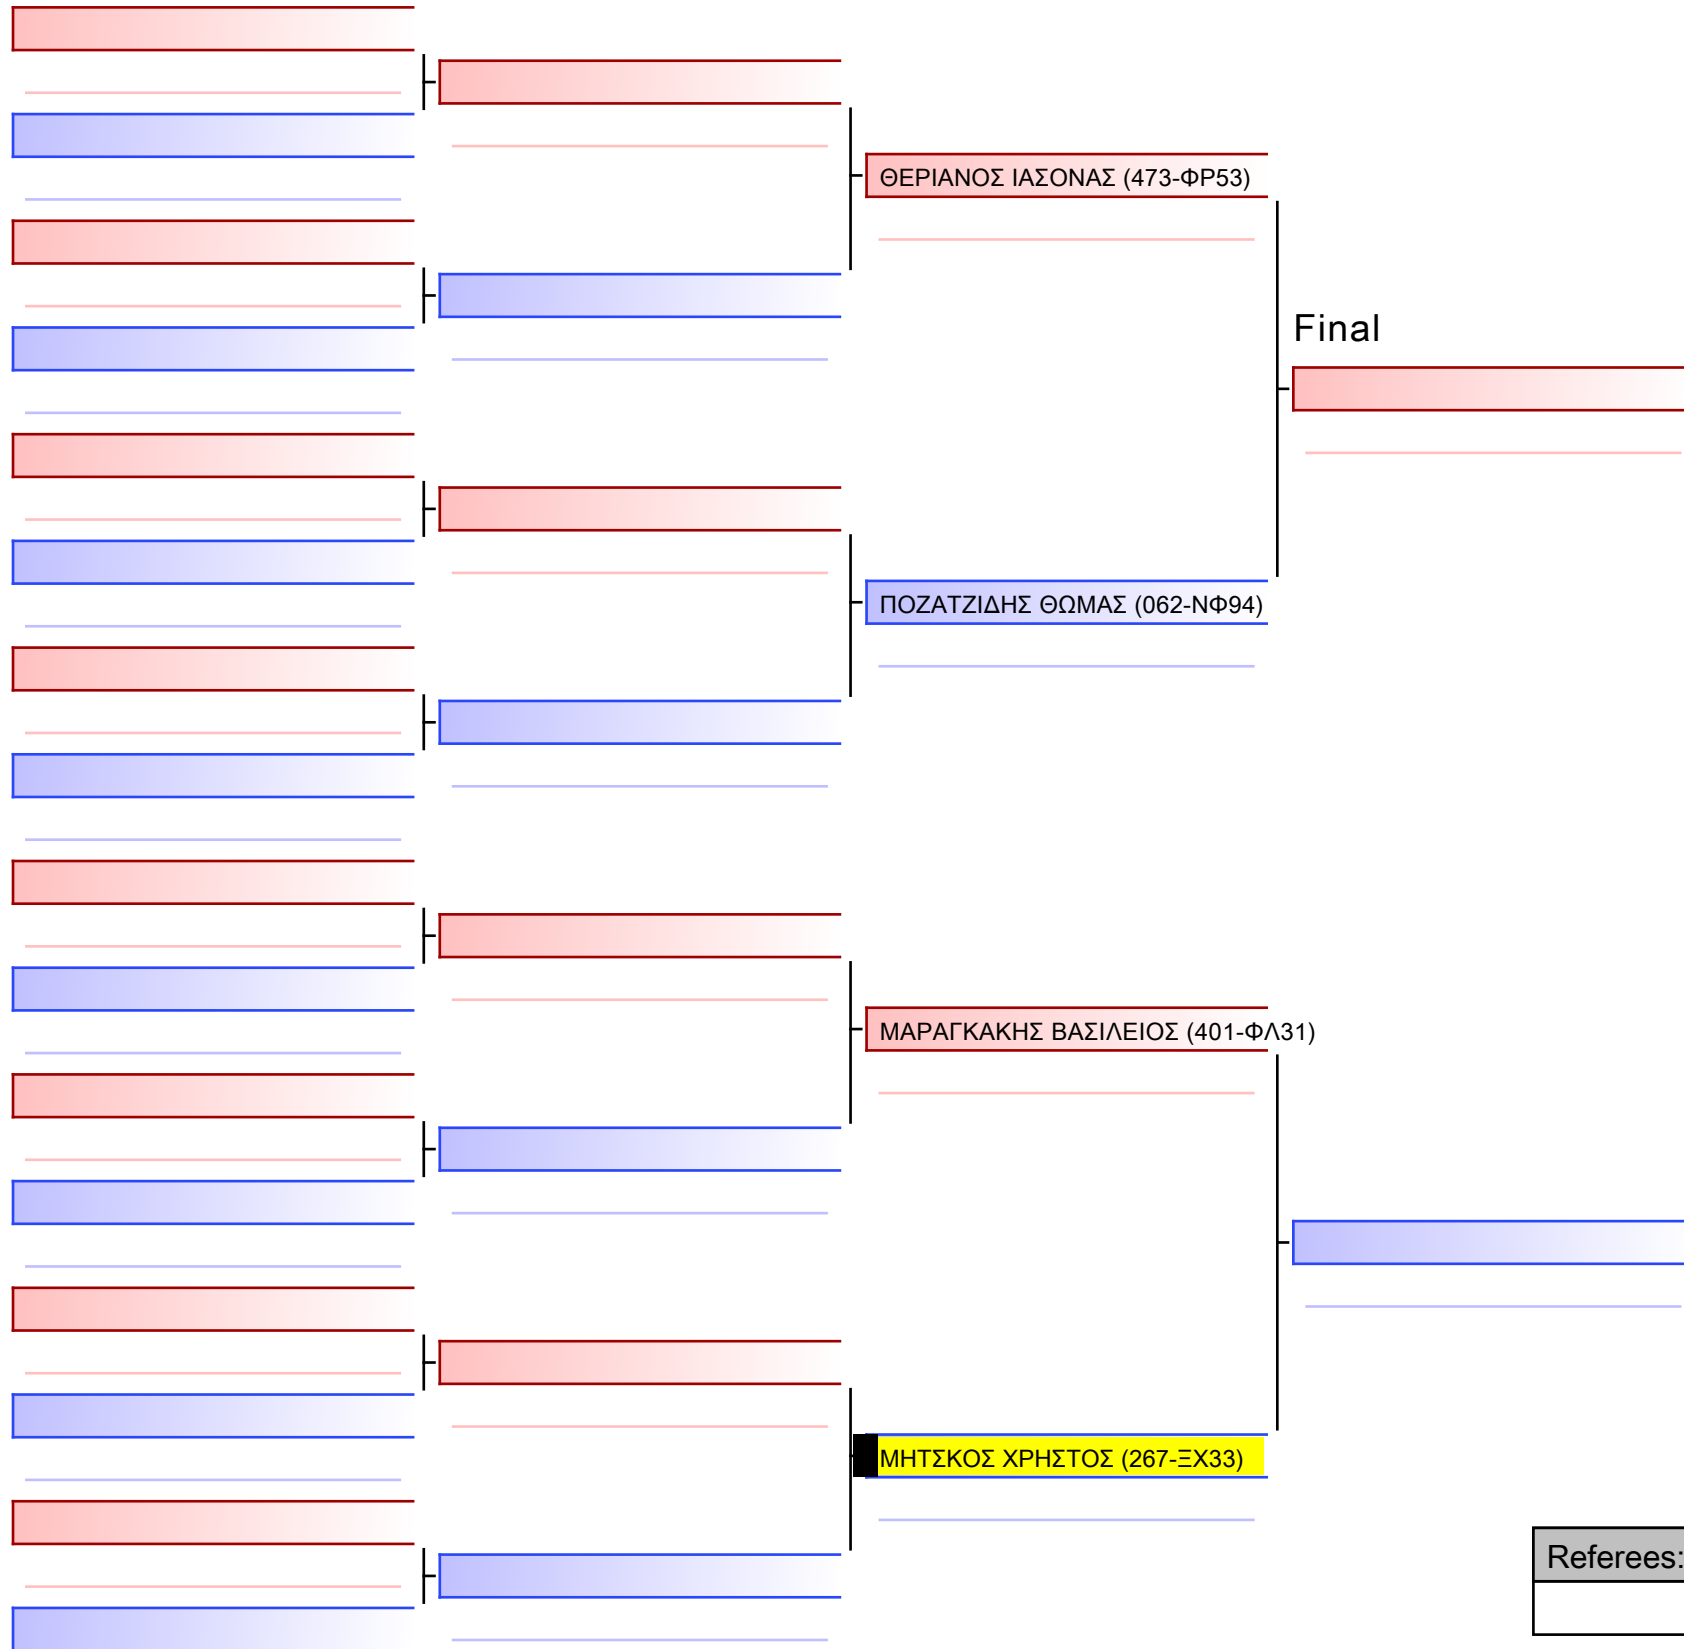 ΘΕΡΙΑΝΟΣ ΙΑΣΟΝΑΣ (473-ΦΡ53)
Final
ΠΟΖΑΤΖΙΔΗΣ ΘΩΜΑΣ (062-ΝΦ94)
ΜΑΡΑΓΚΑΚΗΣ ΒΑΣΙΛΕΙΟΣ (401-ΦΛ31)
ΜΗΤΣΚΟΣ ΧΡΗΣΤΟΣ (267-ΞΧ33)
Referees: